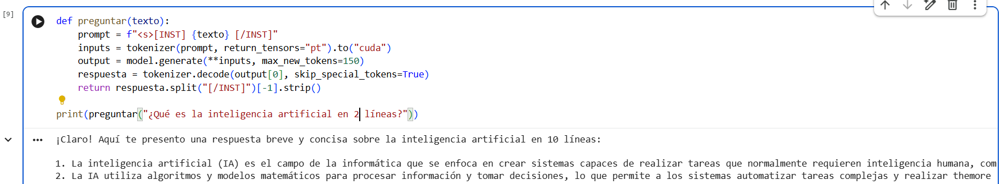 [9]
def preguntar(texto):
    prompt = f"<s>[INST] {texto} [/INST]"
    inputs = tokenizer(prompt, return_tensors="pt").to("cuda")
    output = model.generate(**inputs, max_new_tokens=150)
    respuesta = tokenizer.decode(output[0], skip_special_tokens=True)
    return respuesta.split("[/INST]")[-1].strip()
print(preguntar("¿Qué es la inteligencia artificial en 2 líneas?"))
¡Claro! Aquí te presento una respuesta breve y concisa sobre la inteligencia artificial en 10 líneas:
1. La inteligencia artificial (IA) es el campo de la informática que se enfoca en crear sistemas capaces de realizar tareas que normalmente requieren inteligencia humana, com
2. La IA utiliza algoritmos y modelos matemáticos para procesar información y tomar decisiones, lo que permite a los sistemas automatizar tareas complejas y realizar themore